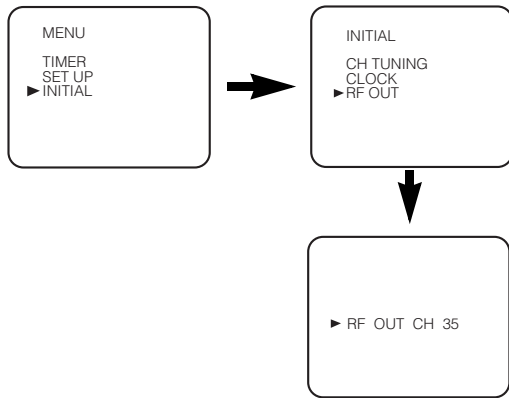 MENU
TIMER
SET UP
INITIAL
INITIAL
CH TUNING
CLOCK
RF OUT
RF OUT CH 35